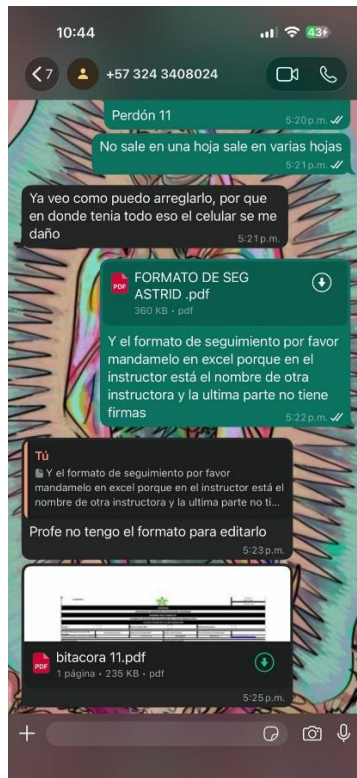 10:44
43
7
+57 324 3408024
Perdón 11
5:20 p.m.
No sale en una hoja sale en varias hojas
5:21 p.m.
Ya veo como puedo arreglarlo, por que
en donde tenia todo eso el celular se me
daño
5:21 p.m.
PDF
FORMATO DE SEG
ASTRID .pdf
360 KB • pdf
Y el formato de seguimiento por favor
mandamelo en excel porque en el
instructor está el nombre de otra
instructora y la ultima parte no tiene
firmas
5:22 p.m.
Tú
Y el formato de seguimiento por favor
mandamelo en excel porque en el
instructor está el
nombre de otra instructora y la ultima parte no ti...
Profe no tengo el formato para editarlo
5:23 p.m.
PDF
bitacora 11.pdf
1 página • 235 KB • pdf
5:25 p.m.